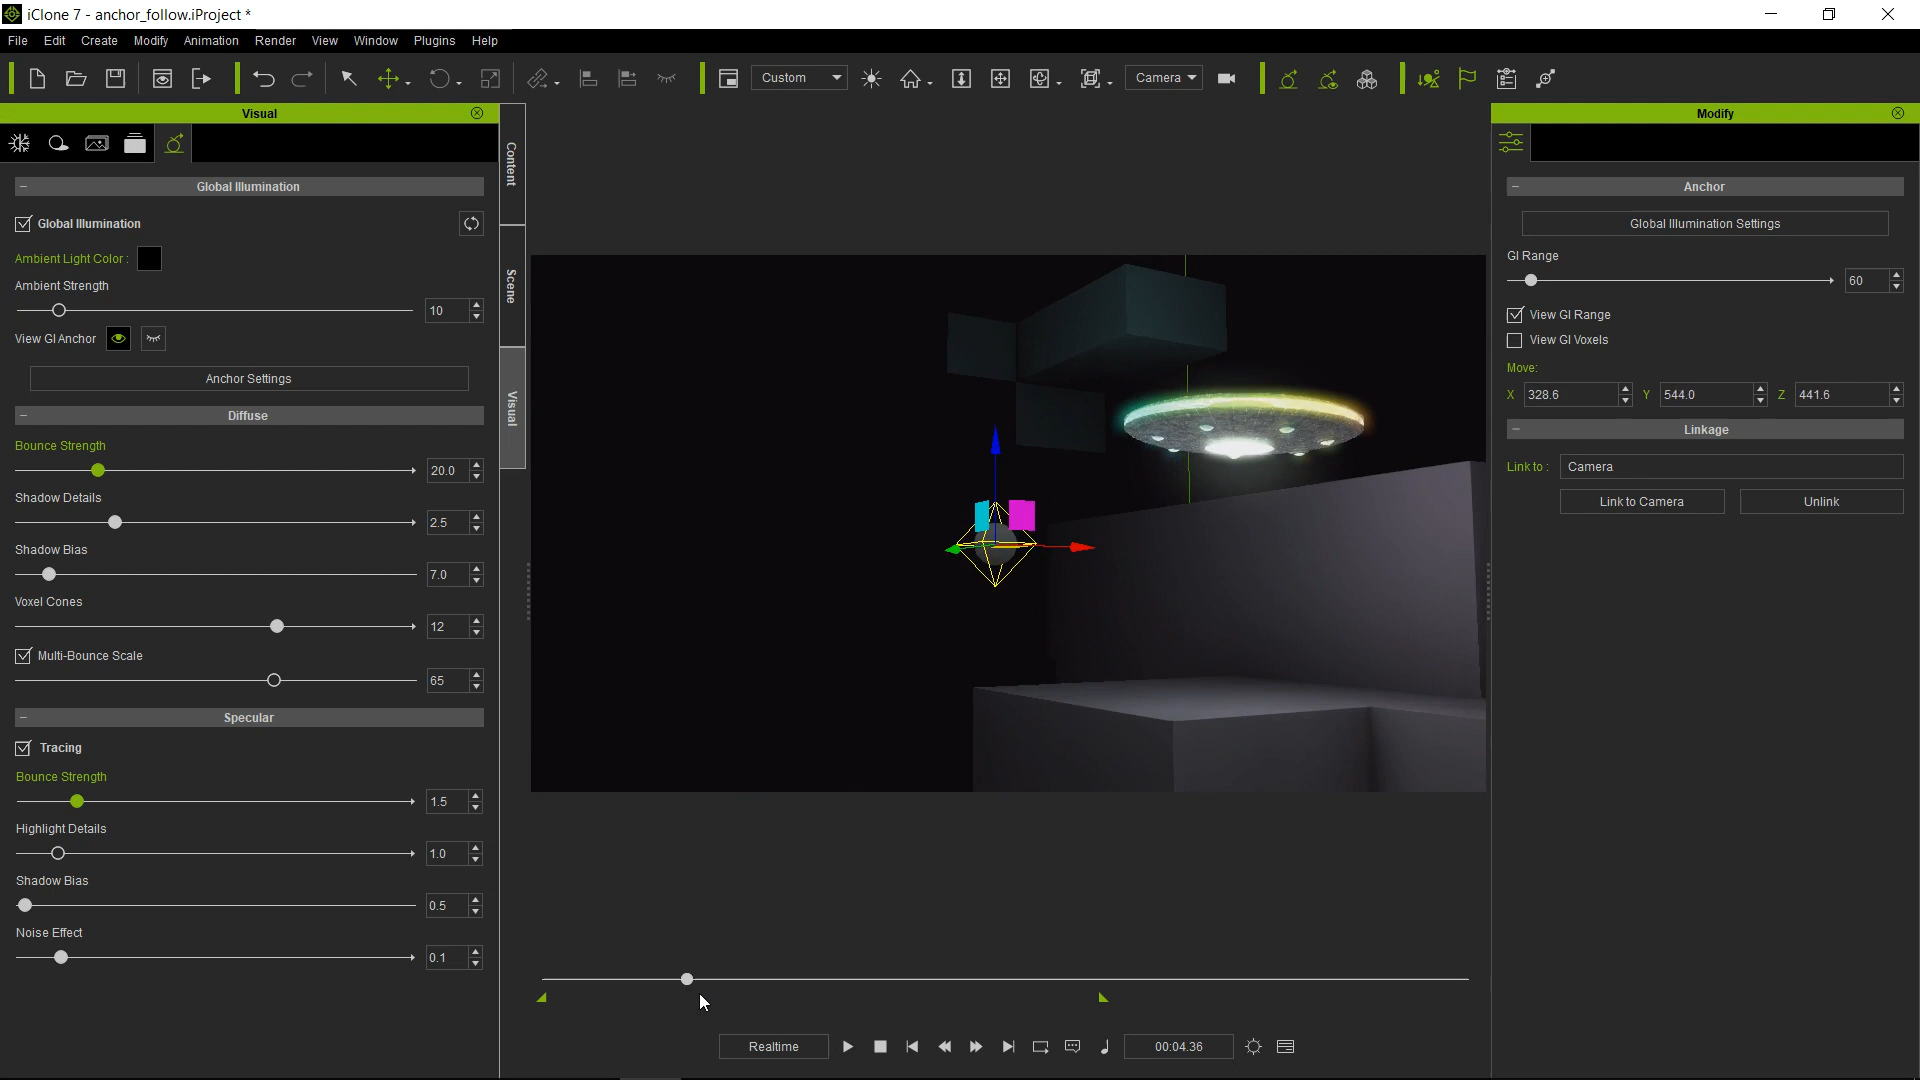 iClone 7 - anchor_follow.iProject *
File Edit Create Modify Animation Render View Window Plugins Help
Custom
Camera
Visual
Global Illumination
Global Illumination
Ambient Light Color :
Ambient Strength
10
View GI Anchor
Anchor Settings
Diffuse
Bounce Strength
20.0
Shadow Details
2.5
Shadow Bias
7.0
Voxel Cones
12
Multi-Bounce Scale
65
Specular
Tracing
Bounce Strength
1.5
Highlight Details
1.0
Shadow Bias
0.5
Noise Effect
0.1
Content
Scene
Visual
Realtime
00:04.36
Modify
Anchor
Global Illumination Settings
GI Range
60
View GI Range
View GI Voxels
Move:
X 328.6 Y 544.0 Z 441.6
Linkage
Link to : Camera
Link to Camera Unlink